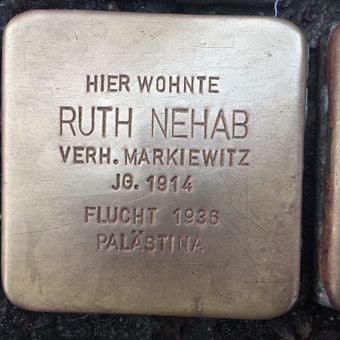 HIER WOHNTE
RUTH NEHAB
VERH. MARKIEWITZ
JG. 1914
FLUCHT 1936
PALÄSTINA